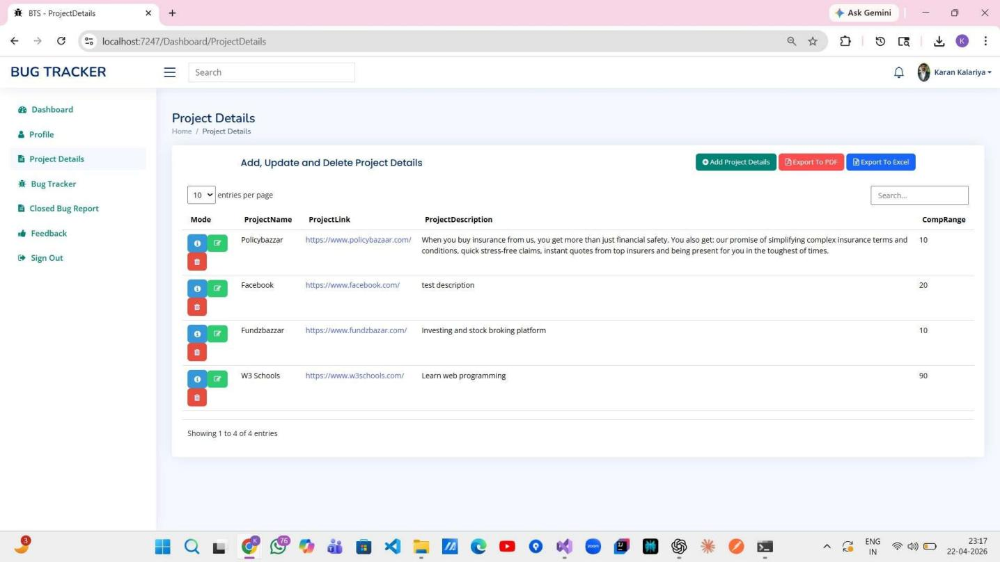 BTS - ProjectDetails
Ask Gemini
localhost:7247/Dashboard/ProjectDetails
K
BUG TRACKER
Search
Karan Kalariya
Dashboard
Profile
Project Details
Bug Tracker
Closed Bug Report
Feedback
Sign Out
Project Details
Home / Project Details
Add, Update and Delete Project Details
Add Project Details
Export To PDF
Export To Excel
10 entries per page
Search...
Mode ProjectName ProjectLink ProjectDescription CompRange
Policybazzar https://www.policybazaar.com/ When you buy insurance from us, you get more than just financial safety. You also get: our promise of simplifying complex insurance terms and 10
conditions, quick stress-free claims, instant quotes from top insurers and being present for you in the toughest of times.
Facebook https://www.facebook.com/ test description 20
Fundzbazzar https://www.fundzbazar.com/ Investing and stock broking platform 10
W3 Schools https://www.w3schools.com/ Learn web programming 90
Showing 1 to 4 of 4 entries
3
K
76
zoom
ENG
IN
23:17
22-04-2026